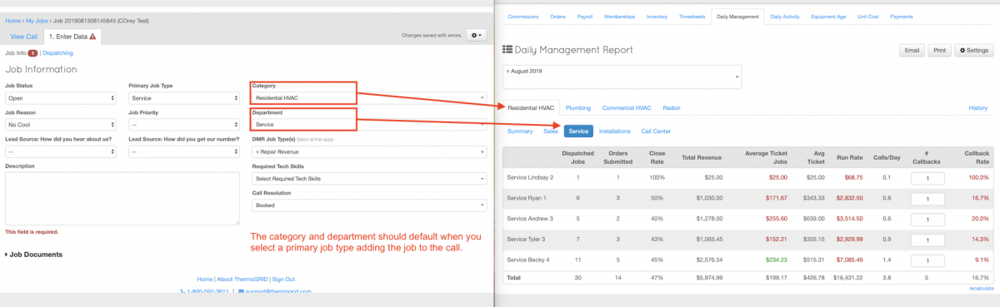 Home › My Jobs › Job 2019081308145845 (COrey Test)
View Call 1. Enter Data Changes saved with errors.
Job Info 1 | Dispatching
Job Information
Job Status Primary Job Type Category
Open Service Residential HVAC
Job Reason Job Priority Department
No Cool --- Service
Lead Source: How did you hear about us? Lead Source: How did you get our number? DMR Job Type(s) Select all that apply.
--- --- × Repair Revenue
Description Required Tech Skills
Select Required Tech Skills
Call Resolution
Booked
This field is required.
The category and department should default when you
select a primary job type adding the job to the call.
Job Documents
Home | About ThermoGRID | Sign Out
1-800-592-3611 | support@thermogrid.com
Commissions Orders Payroll Memberships Inventory Timesheets Daily Management Daily Activity Equipment Age Unit Cost Payments
Daily Management Report Email Print Settings
× August 2019
Residential HVAC Plumbing Commercial HVAC Radon History
Summary Sales Service Installations Call Center
Dispatched Jobs Orders Submitted Close Rate Total Revenue Average Ticket Jobs Avg Ticket Run Rate Calls/Day # Callbacks Callback Rate
Service Lindsay 2 1 1 100% $25.00 $25.00 $25.00 $68.75 0.1 1 100.0%
Service Ryan 1 6 3 50% $1,030.00 $171.67 $343.33 $2,832.50 0.8 1 16.7%
Service Andrew 3 5 2 40% $1,278.00 $255.60 $639.00 $3,514.50 0.6 1 20.0%
Service Tyler 3 7 3 43% $1,065.45 $152.21 $355.15 $2,929.99 0.9 1 14.3%
Service Becky 4 11 5 45% $2,576.54 $234.23 $515.31 $7,085.49 1.4 1 9.1%
Total 30 14 47% $5,974.99 $199.17 $426.78 $16,431.22 3.8 5 16.7%
recalculate